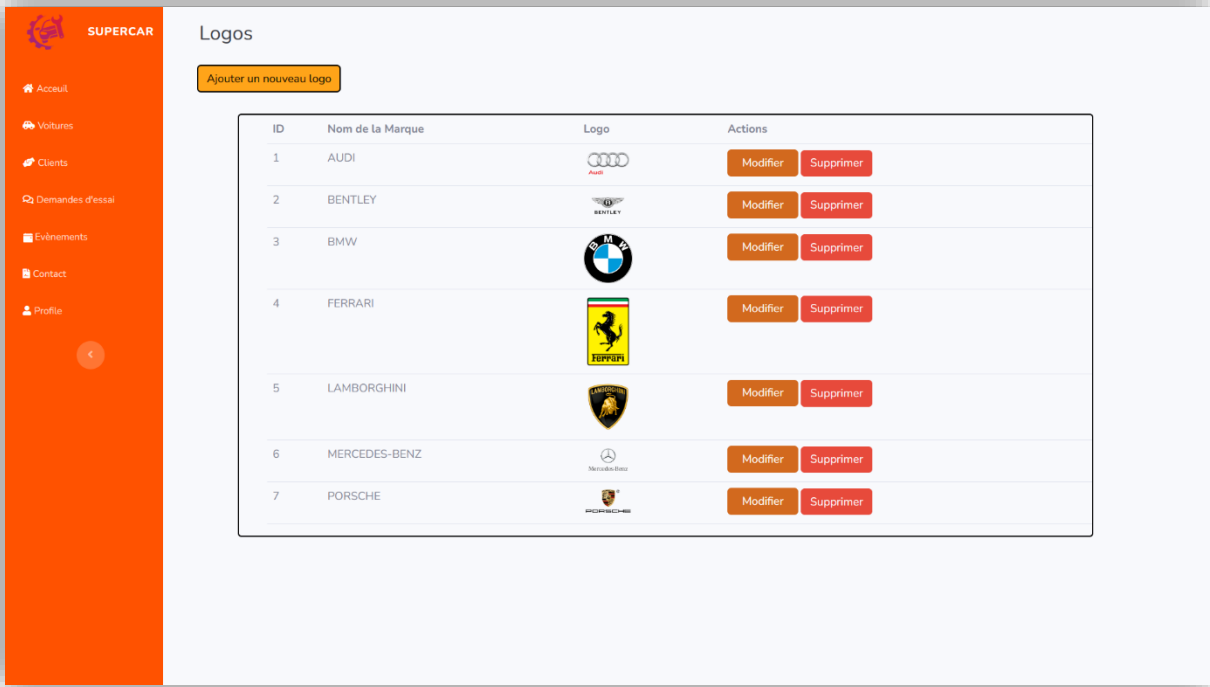 SUPERCAR
Acceuil
Voitures
Clients
Demandes d'essai
Evènements
Contact
Profile
Logos
Ajouter un nouveau logo
ID Nom de la Marque Logo Actions
1 AUDI Audi Modifier Supprimer
2 BENTLEY BENTLEY Modifier Supprimer
3 BMW BMW Modifier Supprimer
4 FERRARI Ferrari Modifier Supprimer
5 LAMBORGHINI LAMBORGHINI Modifier Supprimer
6 MERCEDES-BENZ Mercedes-Benz Modifier Supprimer
7 PORSCHE PORSCHE Modifier Supprimer